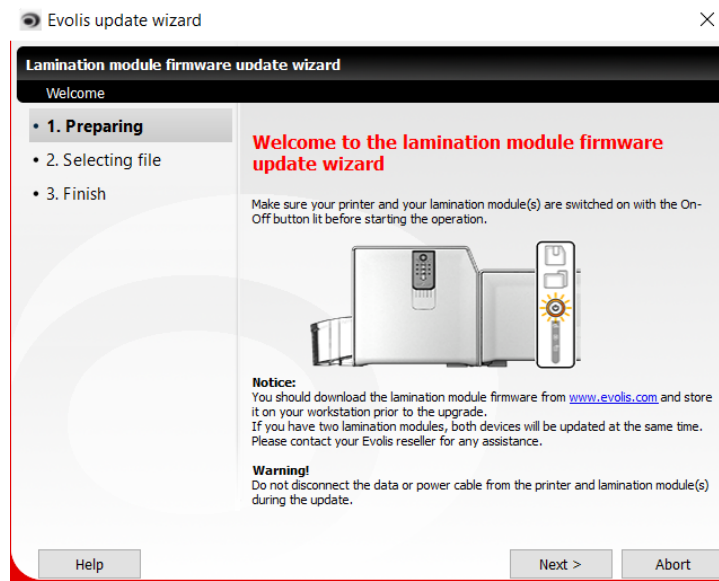 Evolis update wizard
Lamination module firmware update wizard
Welcome
• 1. Preparing
• 2. Selecting file
• 3. Finish
Welcome to the lamination module firmware
update wizard
Make sure your printer and your lamination module(s) are switched on with the On-
Off button lit before starting the operation.
Notice:
You should download the lamination module firmware from www.evolis.com and store
it on your workstation prior to the upgrade.
If you have two lamination modules, both devices will be updated at the same time.
Please contact your Evolis reseller for any assistance.
Warning!
Do not disconnect the data or power cable from the printer and lamination module(s)
during the update.
Help
Next >
Abort